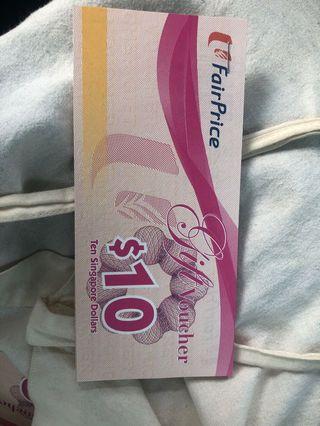 FairPrice
Gift Voucher
$10
Ten Singapore Dollars